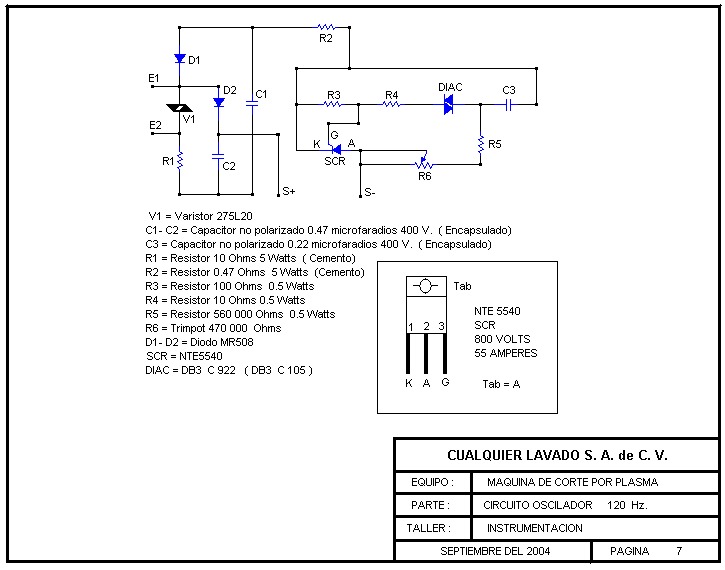 R2
D1
E1
D2
C1
DIAC
C3
R3
R4
V1
E2
G
K
A
SCR
R5
R1
C2
R6
S+
S-
V1 = Varistor 275L20
C1- C2 = Capacitor no polarizado 0.47 microfaradios 400 V. ( Encapsulado)
C3 = Capacitor no polarizado 0.22 microfaradios 400 V. ( Encapsulado)
R1 = Resistor 10 Ohms 5 Watts ( Cemento)
R2 = Resistor 0.47 Ohms 5 Watts (Cemento)
R3 = Resistor 100 Ohms 0.5 Watts
R4 = Resistor 10 Ohms 0.5 Watts
R5 = Resistor 560 000 Ohms 0.5 Watts
R6 = Trimpot 470 000 Ohms
D1- D2 = Diodo MR508
SCR = NTE5540
DIAC = DB3 C 922 ( DB3 C 105 )
Tab
1 2 3
K A G
NTE 5540
SCR
800 VOLTS
55 AMPERES
Tab = A
CUALQUIER LAVADO S. A. de C. V.
EQUIPO : MAQUINA DE CORTE POR PLASMA
PARTE : CIRCUITO OSCILADOR 120 Hz.
TALLER : INSTRUMENTACION
SEPTIEMBRE DEL 2004 PAGINA 7